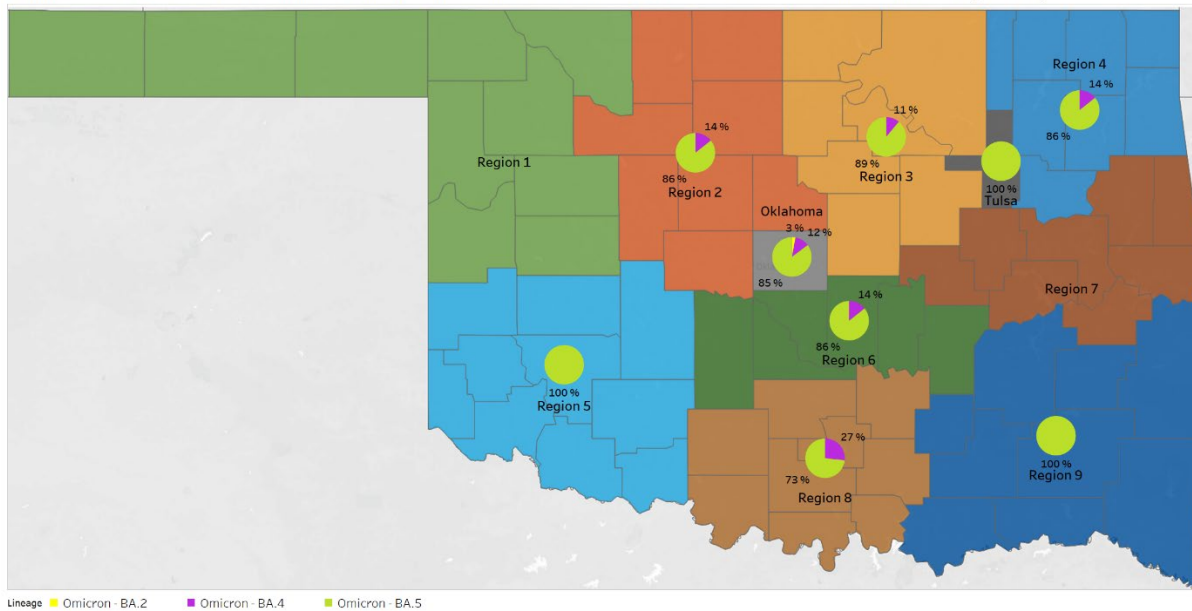 Region 4
14 %
86 %
11 %
89 %
Region 3
14 %
86 %
Region 2
Region 1
100 %
Tulsa
Oklahoma
3 %
12 %
85 %
Region 7
14 %
86 %
Region 6
100 %
Region 5
27 %
73 %
Region 8
100 %
Region 9
Lineage Omicron - BA.2 Omicron - BA.4 Omicron - BA.5